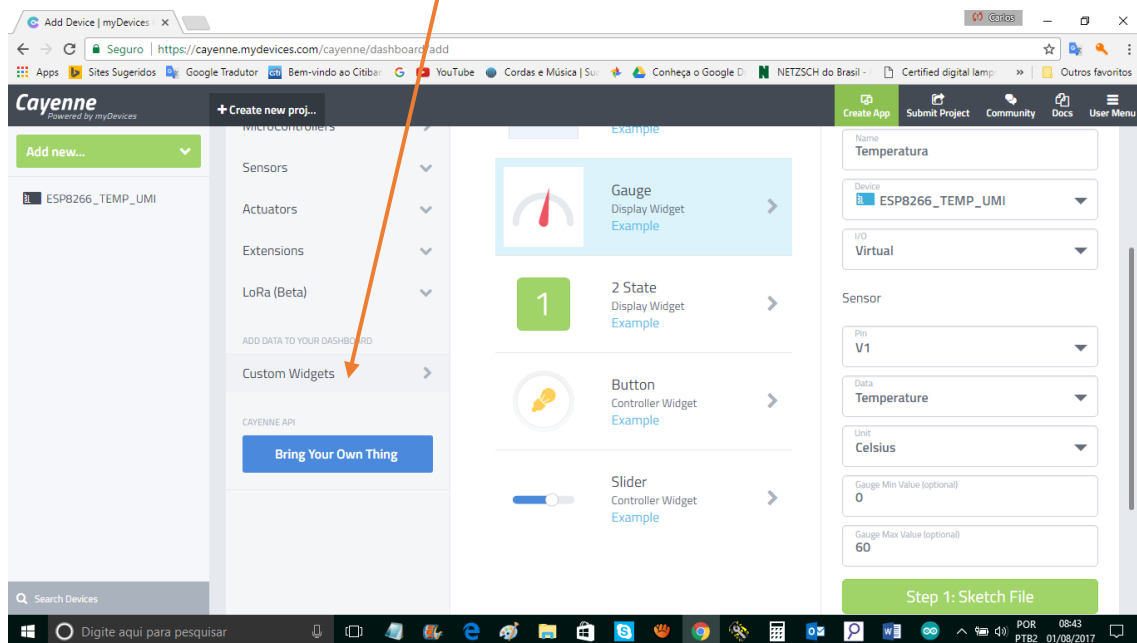 Add Device | myDevices
Carlos
Seguro
https://cayenne.mydevices.com/cayenne/dashboard/add
Apps
Sites Sugeridos
Google Tradutor
Bem-vindo ao Citibar
YouTube
Cordas e Música | Su
Conheça o Google D
NETZSCH do Brasil -
Certified digital lamp
»
Outros favoritos
Cayenne
Powered by myDevices
+ Create new proj...
Create App
Submit Project
Community
Docs
User Menu
Add new...
ESP8266_TEMP_UMI
Search Devices
Microcontrollers
Sensors
Actuators
Extensions
LoRa (Beta)
ADD DATA TO YOUR DASHBOARD
Custom Widgets
CAYENNE API
Bring Your Own Thing
Example
Gauge
Display Widget
Example
1
2 State
Display Widget
Example
Button
Controller Widget
Example
Slider
Controller Widget
Example
Name
Temperatura
Device
ESP8266_TEMP_UMI
I/O
Virtual
Sensor
Pin
V1
Data
Temperature
Unit
Celsius
Gauge Min Value (optional)
0
Gauge Max Value (optional)
60
Step 1: Sketch File
Digite aqui para pesquisar
POR
PTB2
08:43
01/08/2017